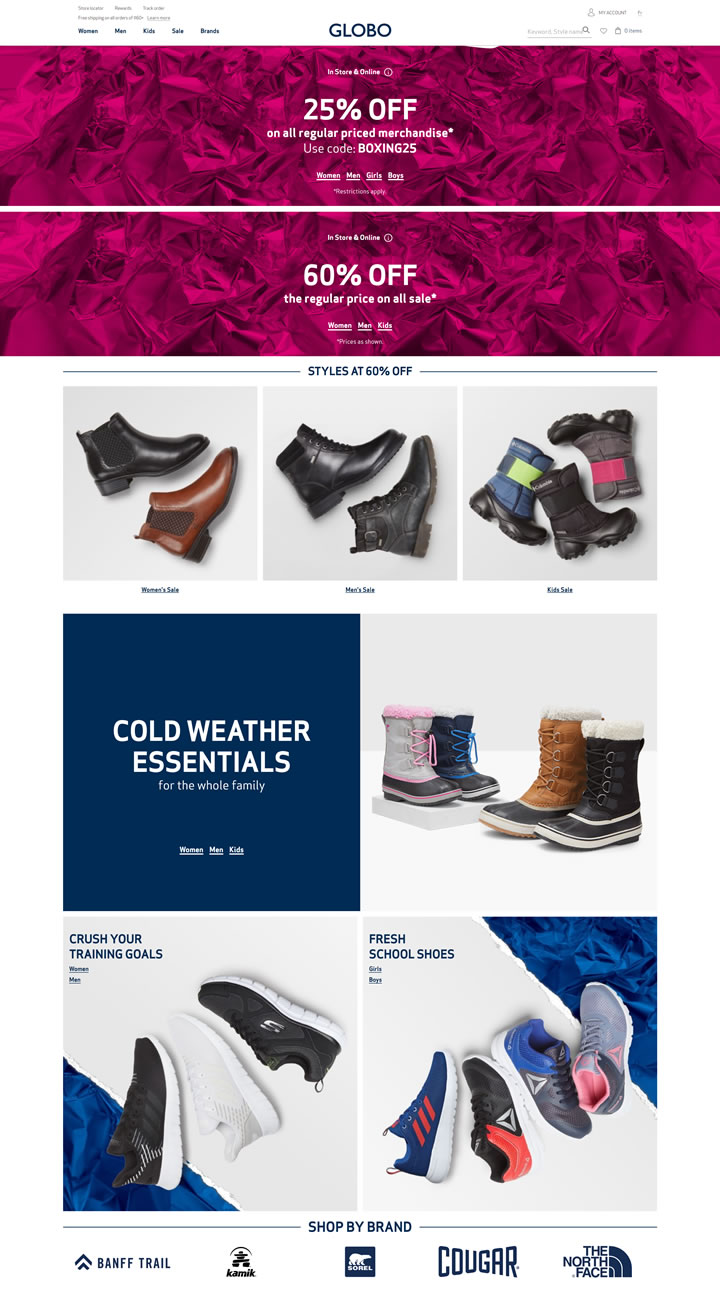 Store locator Rewards Track order
Free shipping on all orders of $60+ Learn more
MY ACCOUNT Fr
Women Men Kids Sale Brands
GLOBO
Keyword, Style name
0 items
In Store & Online
25% OFF
on all regular priced merchandise*
Use code: BOXING25
Women Men Girls Boys
*Restrictions apply.
In Store & Online
60% OFF
the regular price on all sale*
Women Men Kids
*Prices as shown.
STYLES AT 60% OFF
Women's Sale
Men's Sale
Kids Sale
COLD WEATHER
ESSENTIALS
for the whole family
Women Men Kids
CRUSH YOUR
TRAINING GOALS
Women
Men
FRESH
SCHOOL SHOES
Girls
Boys
SHOP BY BRAND
BANFF TRAIL
kamik
SOREL
COUGAR
THE
NORTH
FACE